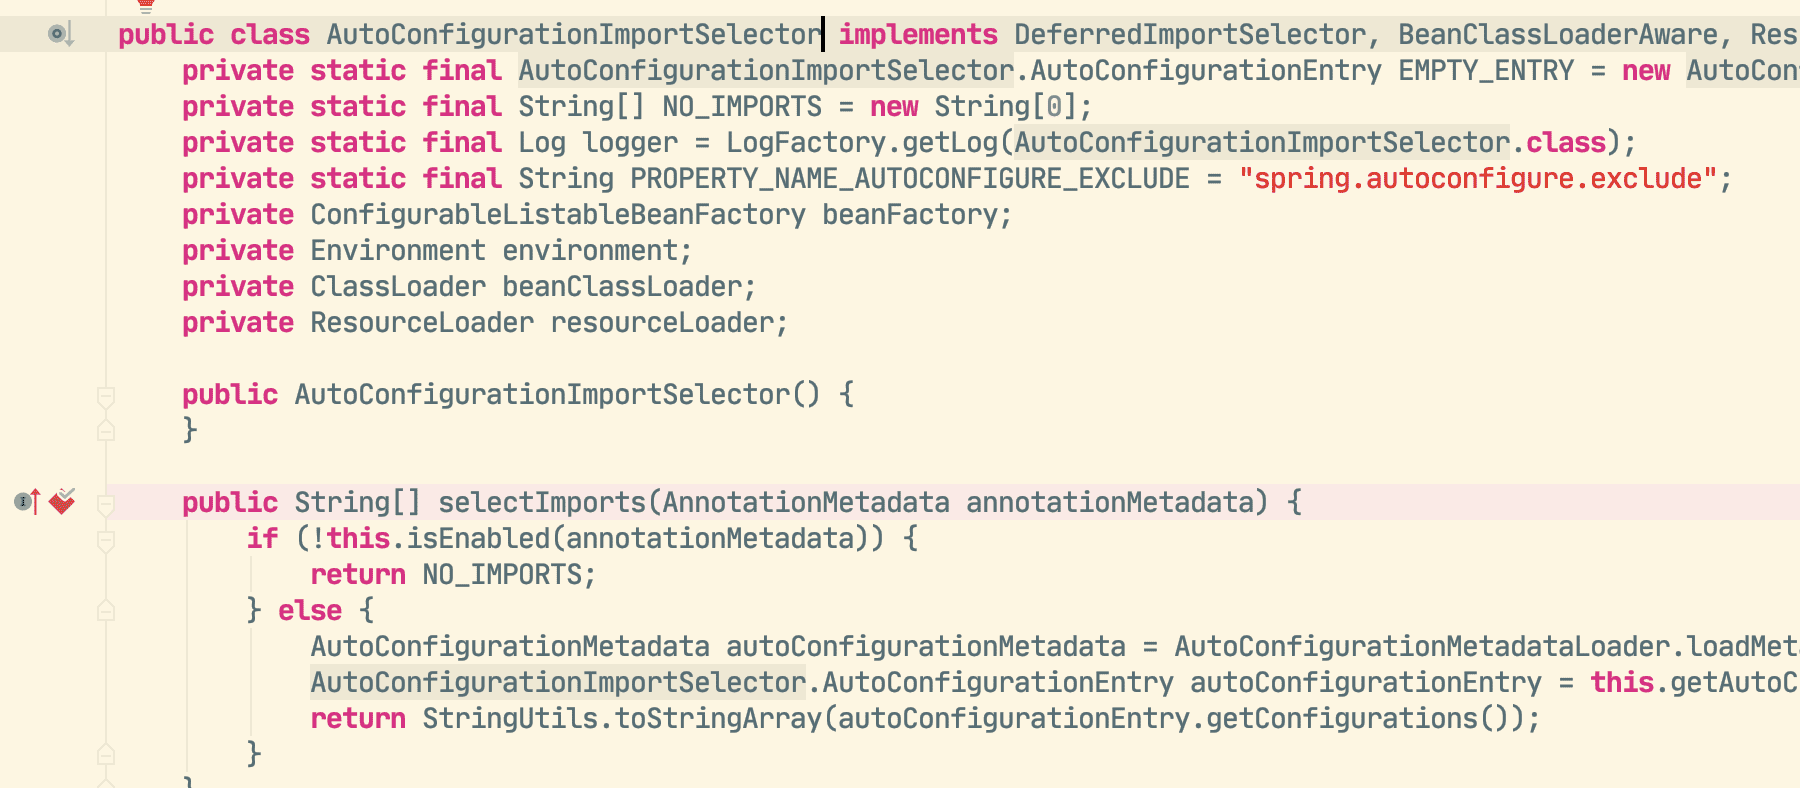 public class AutoConfigurationImportSelector implements DeferredImportSelector, BeanClassLoaderAware, Res
private static final AutoConfigurationImportSelector.AutoConfigurationEntry EMPTY_ENTRY = new AutoCon
private static final String[] NO_IMPORTS = new String[0];
private static final Log logger = LogFactory.getLog(AutoConfigurationImportSelector.class);
private static final String PROPERTY_NAME_AUTOCONFIGURE_EXCLUDE = "spring.autoconfigure.exclude";
private ConfigurableListableBeanFactory beanFactory;
private Environment environment;
private ClassLoader beanClassLoader;
private ResourceLoader resourceLoader;
public AutoConfigurationImportSelector() {
}
public String[] selectImports(AnnotationMetadata annotationMetadata) {
if (!this.isEnabled(annotationMetadata)) {
return NO_IMPORTS;
} else {
AutoConfigurationMetadata autoConfigurationMetadata = AutoConfigurationMetadataLoader.loadMet
AutoConfigurationImportSelector.AutoConfigurationEntry autoConfigurationEntry = this.getAutoC
return StringUtils.toStringArray(autoConfigurationEntry.getConfigurations());
}
}